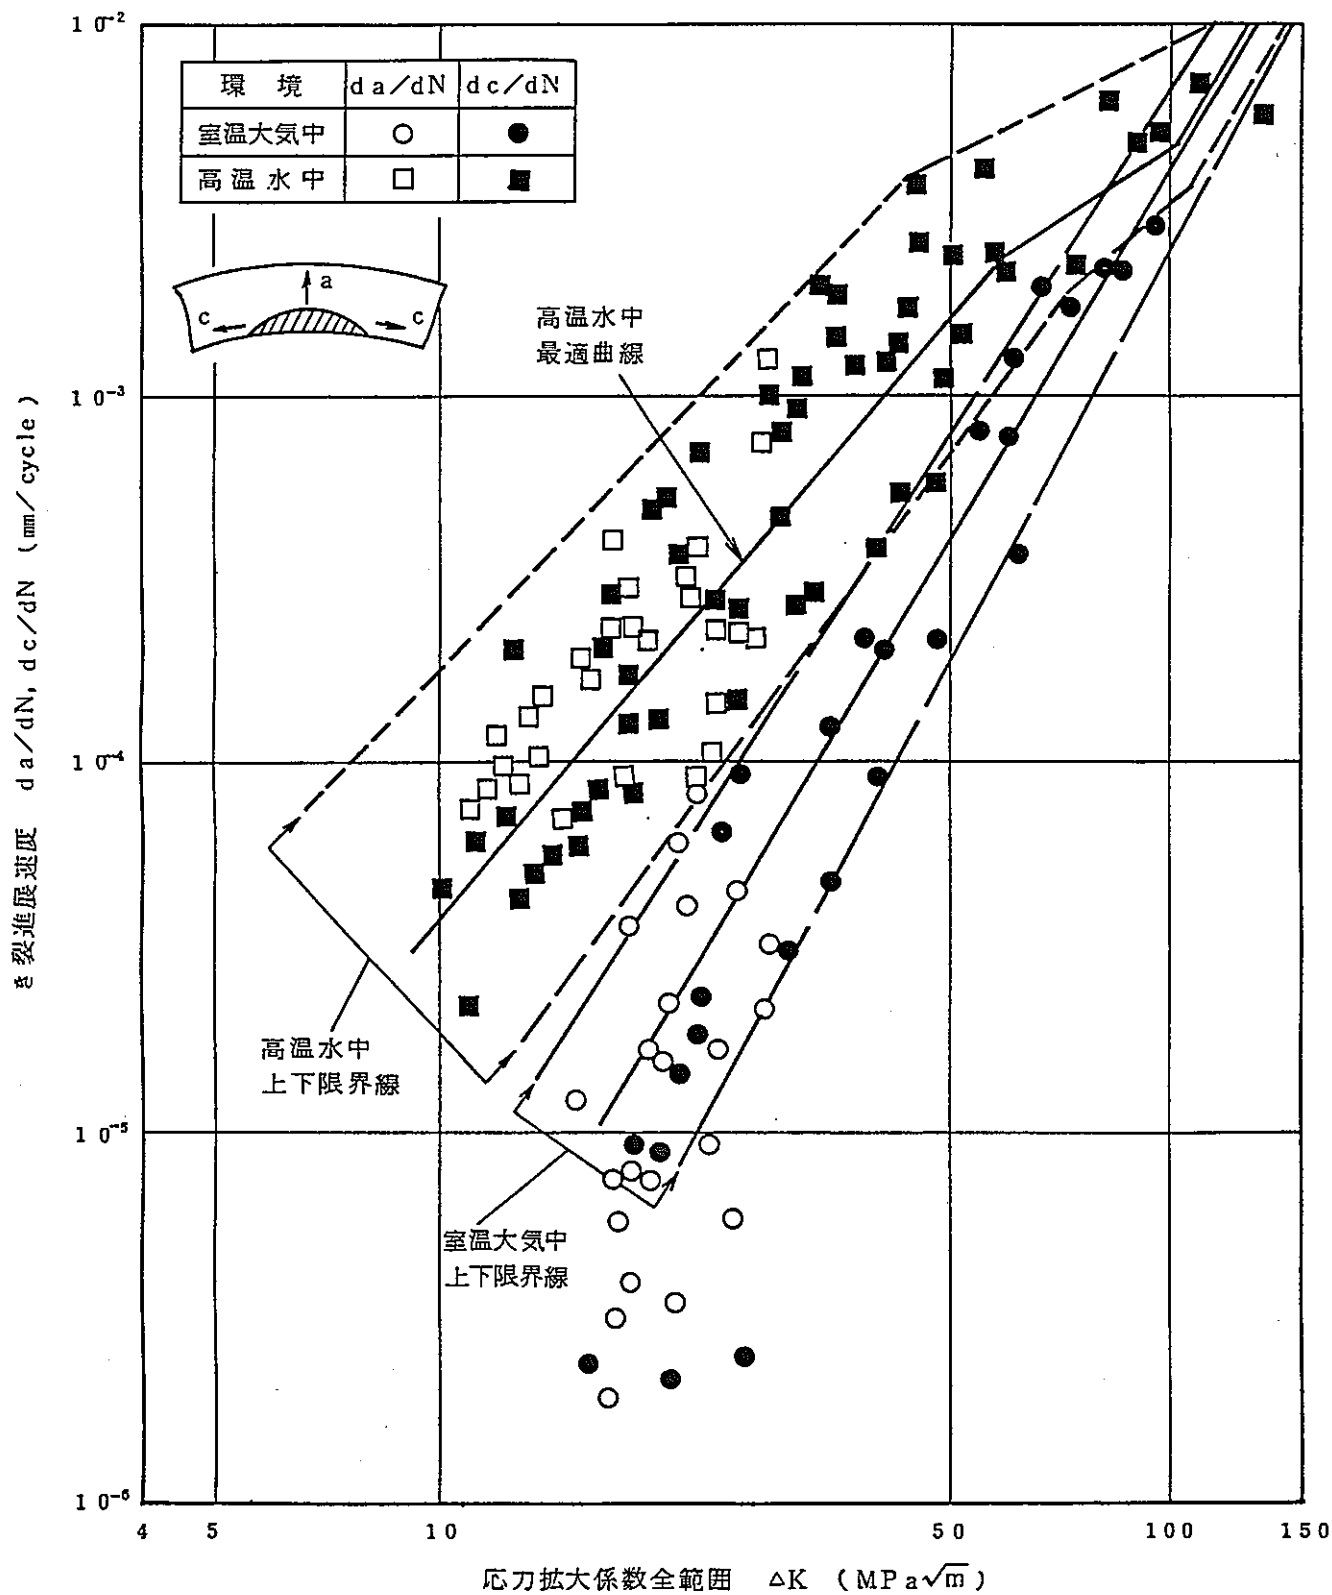 10⁻²
環 境 da/dN dc/dN
室温大気中 ○ ●
高温水中 □ ■
a
c c
高温水中
最適曲線
10⁻³
10⁻⁴
高温水中
上下限界線
10⁻⁵
室温大気中
上下限界線
10⁻⁶
き裂進展速度 da/dN, dc/dN (mm/cycle)
4 5 10 50 100 150
応力拡大係数全範囲 ΔK (MPa√m)